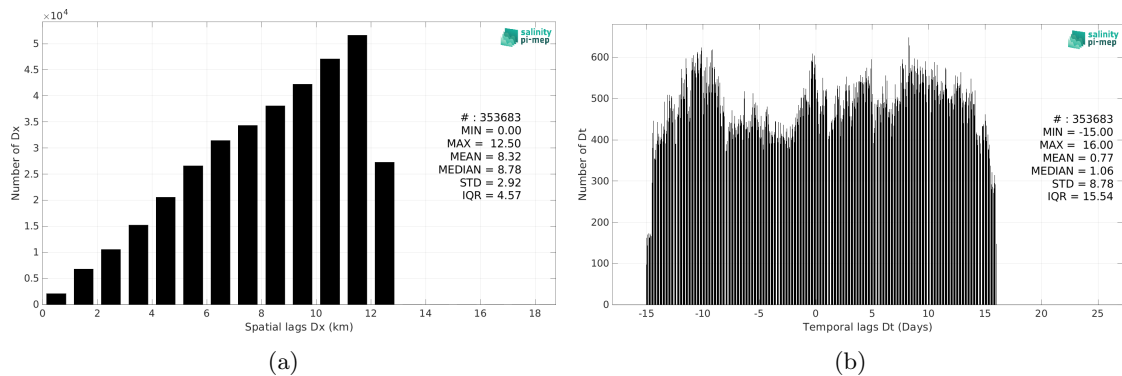 ×10⁴
5
4.5
4
3.5
3
2.5
2
1.5
1
0.5
0
Number of Dx
0 2 4 6 8 10 12 14 16 18
Spatial lags Dx (km)
salinity
pi-mep
# : 353683
MIN = 0.00
MAX = 12.50
MEAN = 8.32
MEDIAN = 8.78
STD = 2.92
IQR = 4.57
(a)
600
500
400
300
200
100
0
Number of Dt
-15 -10 -5 0 5 10 15 20 25
Temporal lags Dt (Days)
salinity
pi-mep
# : 353683
MIN = -15.00
MAX = 16.00
MEAN = 0.77
MEDIAN = 1.06
STD = 8.78
IQR = 15.54
(b)